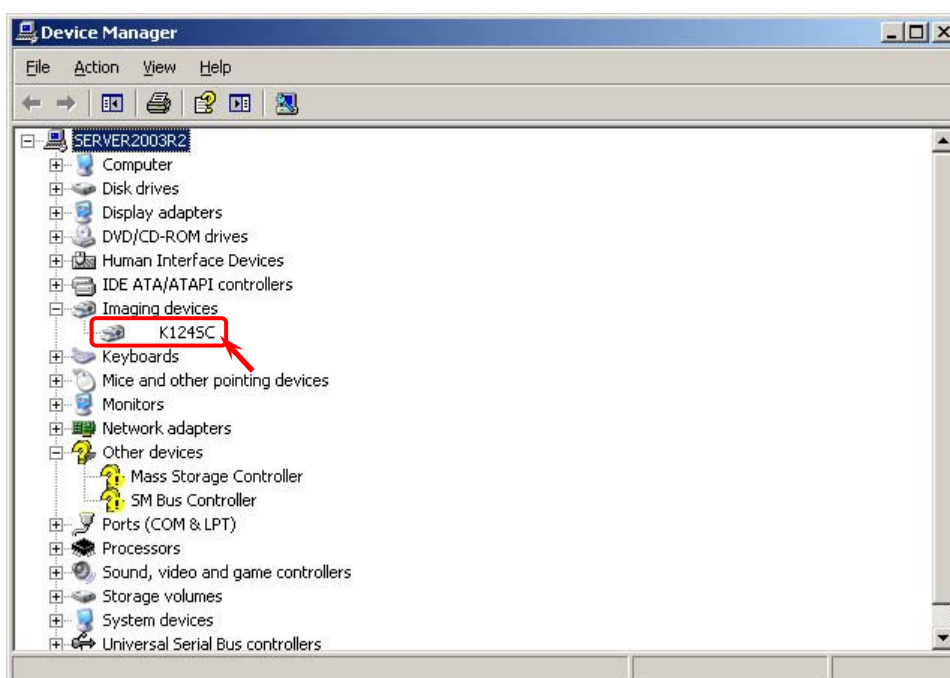 Device Manager
File Action View Help
SERVER2003R2
Computer
Disk drives
Display adapters
DVD/CD-ROM drives
Human Interface Devices
IDE ATA/ATAPI controllers
Imaging devices
K124SC
Keyboards
Mice and other pointing devices
Monitors
Network adapters
Other devices
Mass Storage Controller
SM Bus Controller
Ports (COM & LPT)
Processors
Sound, video and game controllers
Storage volumes
System devices
Universal Serial Bus controllers